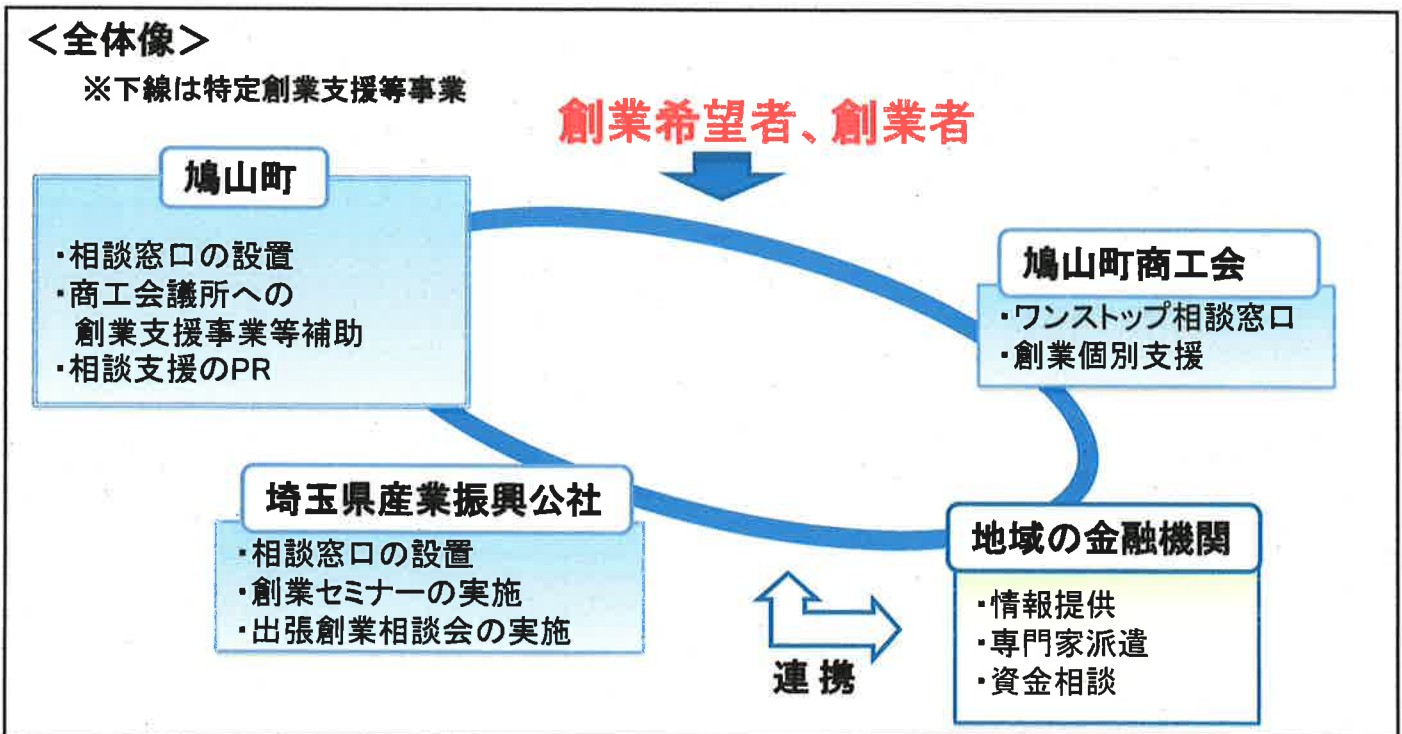 ＜全体像＞
※下線は特定創業支援等事業
創業希望者、創業者
鳩山町
・相談窓口の設置
・商工会議所への
創業支援事業等補助
・相談支援のPR
鳩山町商工会
・ワンストップ相談窓口
・創業個別支援
埼玉県産業振興公社
・相談窓口の設置
・創業セミナーの実施
・出張創業相談会の実施
地域の金融機関
・情報提供
・専門家派遣
・資金相談
連携